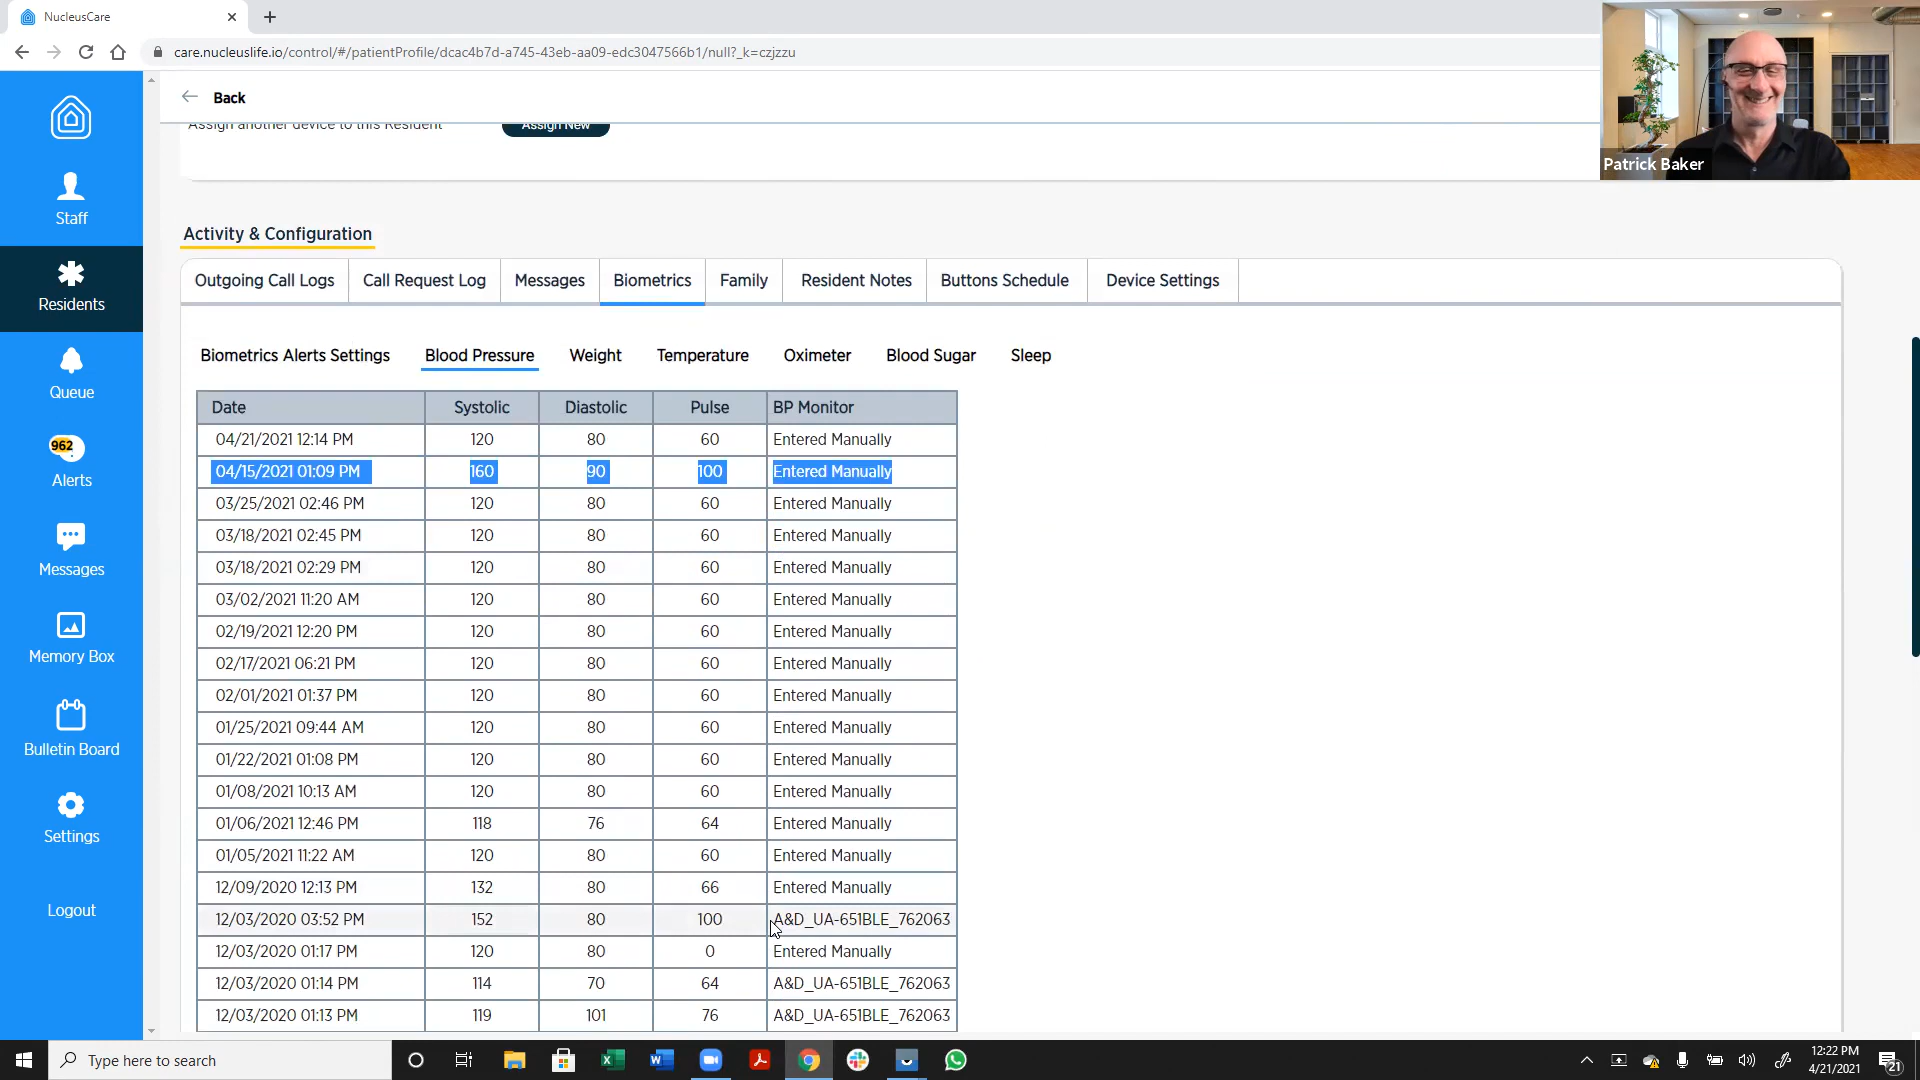 NucleusCare
care.nucleuslife.io/control/#/patientProfile/dcac4b7d-a745-43eb-aa09-edc3047566b1/null?_k=czjzzu
Patrick Baker
Back
Assign another device to this Resident Assign New
Staff
Residents
Queue
962
Alerts
Messages
Memory Box
Bulletin Board
Settings
Logout
Activity & Configuration
Outgoing Call Logs Call Request Log Messages Biometrics Family Resident Notes Buttons Schedule Device Settings
Biometrics Alerts Settings Blood Pressure Weight Temperature Oximeter Blood Sugar Sleep
Date Systolic Diastolic Pulse BP Monitor
04/21/2021 12:14 PM 120 80 60 Entered Manually
04/15/2021 01:09 PM 160 90 100 Entered Manually
03/25/2021 02:46 PM 120 80 60 Entered Manually
03/18/2021 02:45 PM 120 80 60 Entered Manually
03/18/2021 02:29 PM 120 80 60 Entered Manually
03/02/2021 11:20 AM 120 80 60 Entered Manually
02/19/2021 12:20 PM 120 80 60 Entered Manually
02/17/2021 06:21 PM 120 80 60 Entered Manually
02/01/2021 01:37 PM 120 80 60 Entered Manually
01/25/2021 09:44 AM 120 80 60 Entered Manually
01/22/2021 01:08 PM 120 80 60 Entered Manually
01/08/2021 10:13 AM 120 80 60 Entered Manually
01/06/2021 12:46 PM 118 76 64 Entered Manually
01/05/2021 11:22 AM 120 80 60 Entered Manually
12/09/2020 12:13 PM 132 80 66 Entered Manually
12/03/2020 03:52 PM 152 80 100 A&D_UA-651BLE_762063
12/03/2020 01:17 PM 120 80 0 Entered Manually
12/03/2020 01:14 PM 114 70 64 A&D_UA-651BLE_762063
12/03/2020 01:13 PM 119 101 76 A&D_UA-651BLE_762063
Type here to search
12:22 PM
4/21/2021
21